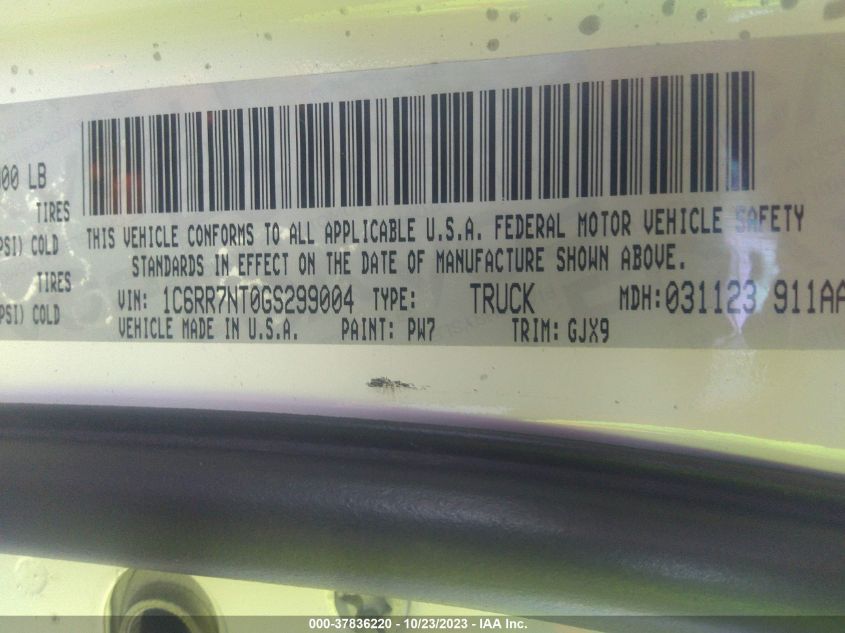 00 LB
TIRES
PSI) COLD
TIRES
PSI) COLD
THIS VEHICLE CONFORMS TO ALL APPLICABLE U.S.A. FEDERAL MOTOR VEHICLE SAFETY
STANDARDS IN EFFECT ON THE DATE OF MANUFACTURE SHOWN ABOVE.
VIN: 1C6RR7NT0GS299004 TYPE: TRUCK MDH: 031123 911AA
VEHICLE MADE IN U.S.A. PAINT: PW7 TRIM: GJX9
000-37836220 - 10/23/2023 - IAA Inc.